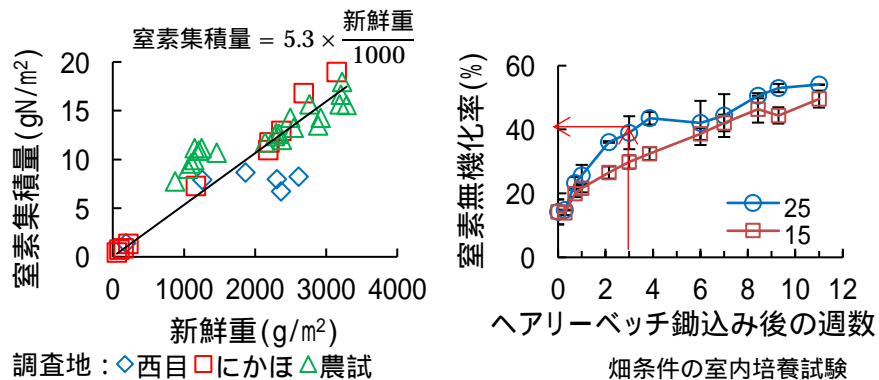 窒素集積量 = 5.3 × 新鮮重/1000
窒素集積量(gN/m²)
20
15
10
5
0
0 1000 2000 3000 4000
新鮮重(g/m²)
調査地：◇西目□にかほ△農試
窒素無機化率(%)
60
40
20
0
25
15
0 2 4 6 8 10 12
ヘアリーベッチ鋤込み後の週数
畑条件の室内培養試験